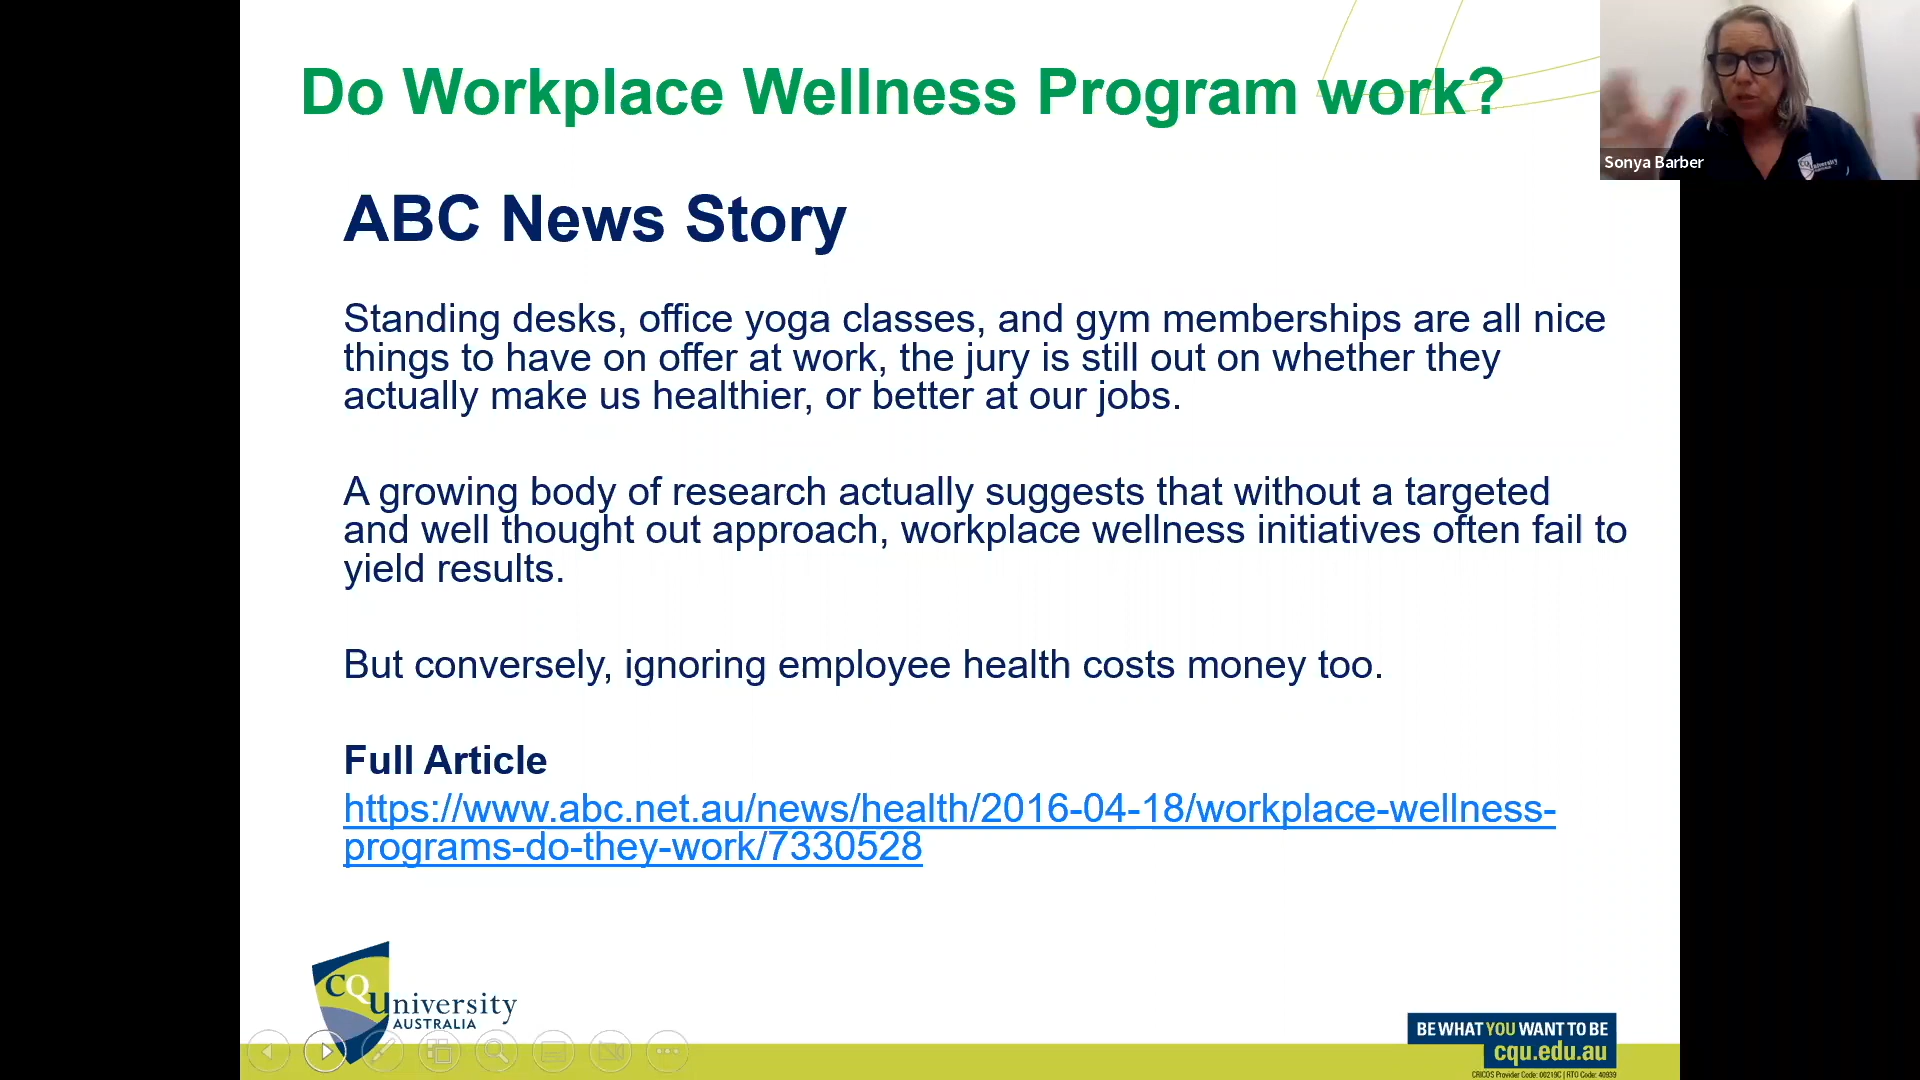 Do Workplace Wellness Program work?
Sonya Barber
CQUniversity
ABC News Story
Standing desks, office yoga classes, and gym memberships are all nice
things to have on offer at work, the jury is still out on whether they
actually make us healthier, or better at our jobs.
A growing body of research actually suggests that without a targeted
and well thought out approach, workplace wellness initiatives often fail to
yield results.
But conversely, ignoring employee health costs money too.
Full Article
https://www.abc.net.au/news/health/2016-04-18/workplace-wellness-
programs-do-they-work/7330528
CQUniversity
AUSTRALIA
BE WHAT YOU WANT TO BE
cqu.edu.au
CRICOS Provider Code: 00219C | RTO Code: 40939